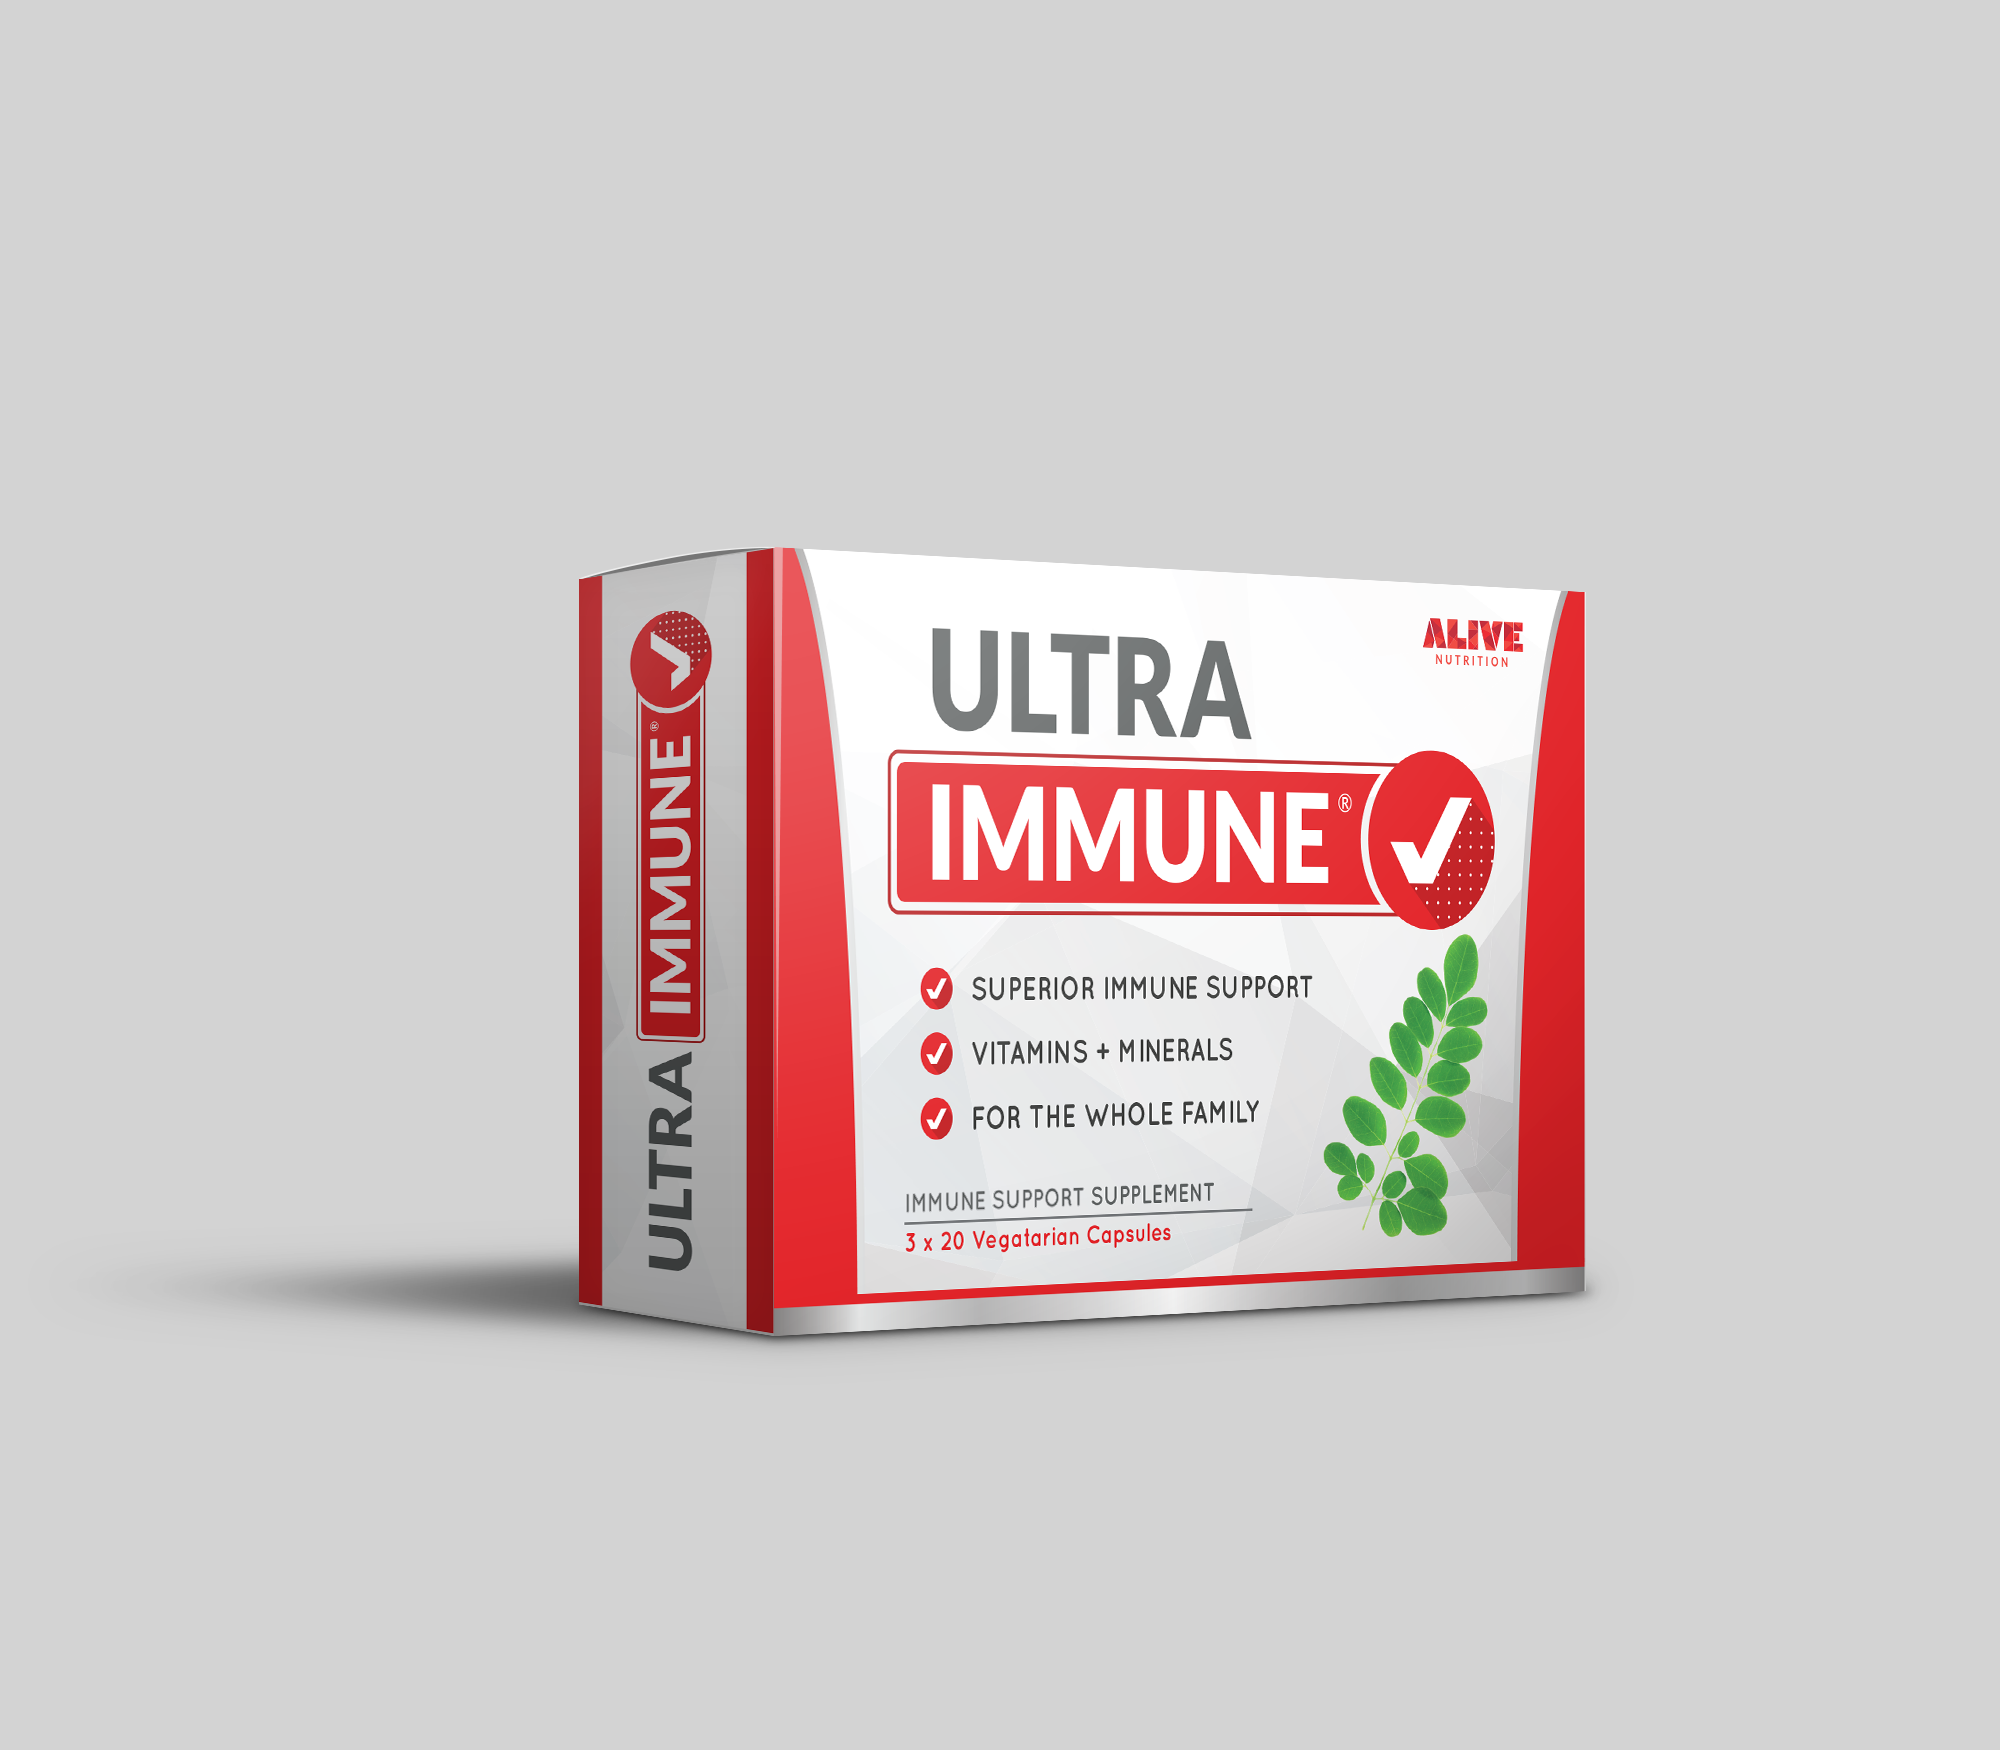 ULTRA IMMUNE®
ULTRA
ALIVE
NUTRITION
IMMUNE®
SUPERIOR IMMUNE SUPPORT
VITAMINS + MINERALS
FOR THE WHOLE FAMILY
IMMUNE SUPPORT SUPPLEMENT
3 x 20 Vegatarian Capsules